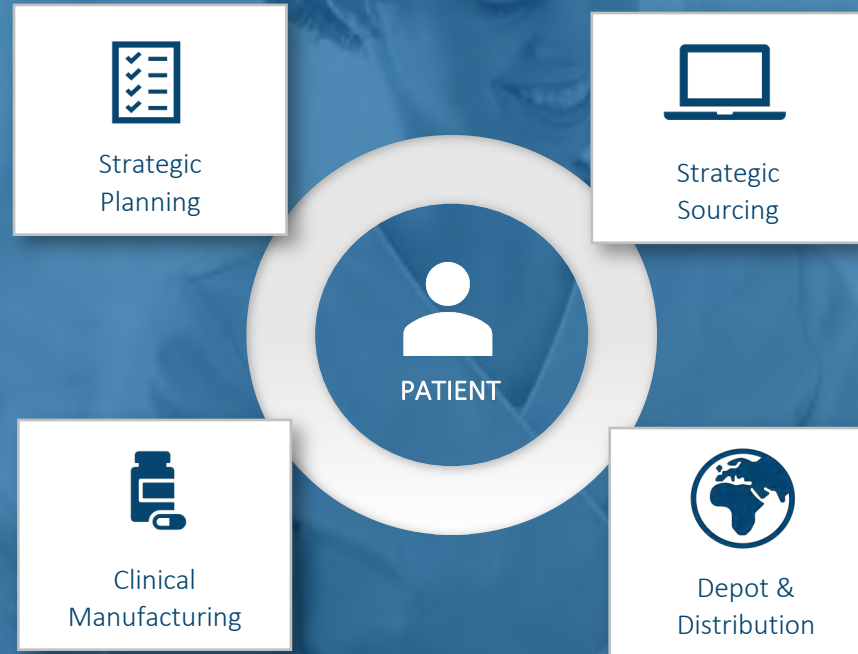 Strategic
Planning
Strategic
Sourcing
PATIENT
Clinical
Manufacturing
Depot &
Distribution